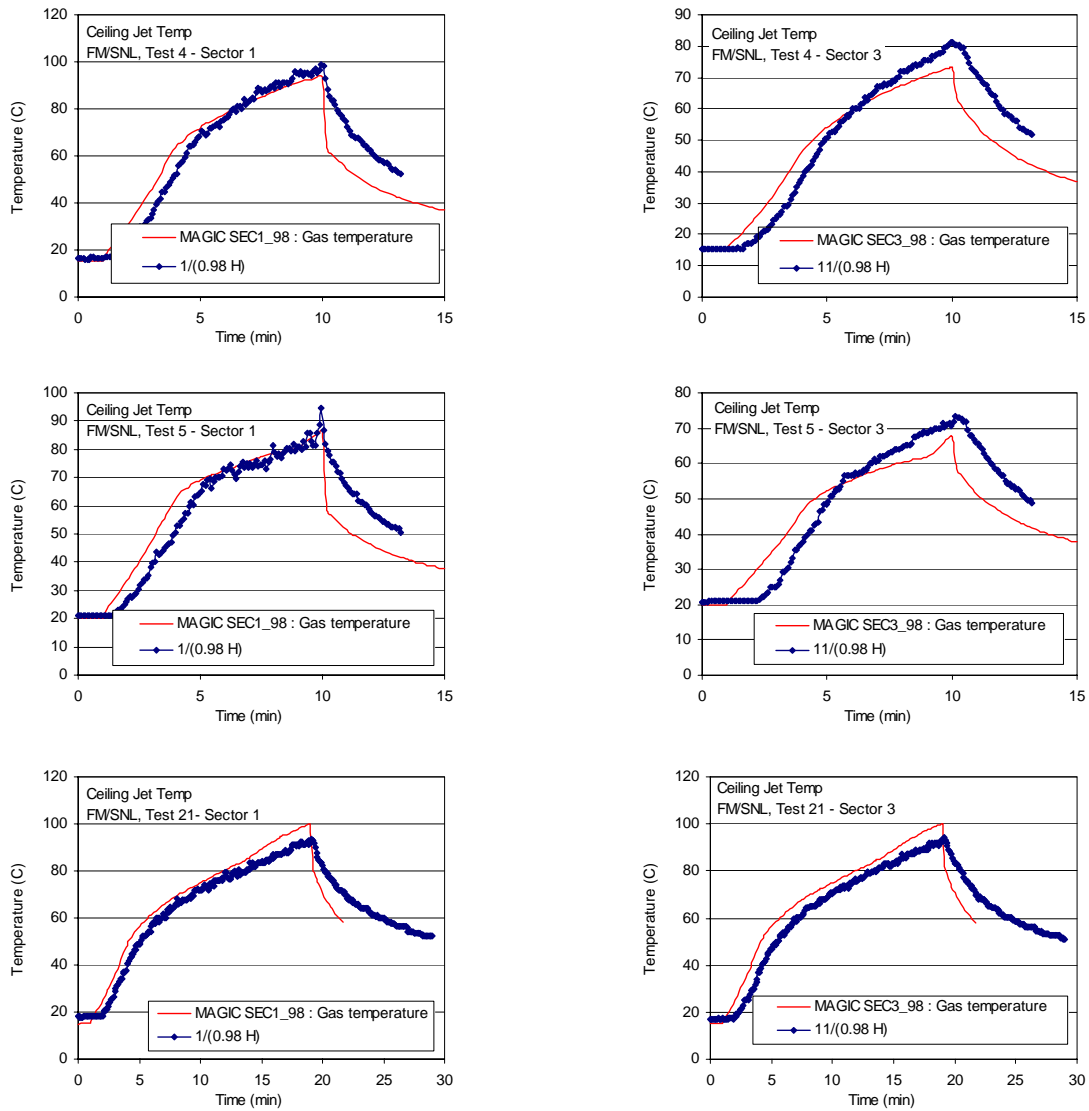 120
100
80
60
40
20
0
Temperature (C)
Ceiling Jet Temp
FM/SNL, Test 4 - Sector 1
MAGIC SEC1_98 : Gas temperature
1/(0.98 H)
0 5 10 15
Time (min)
90
80
70
60
50
40
30
20
10
0
Temperature (C)
Ceiling Jet Temp
FM/SNL, Test 4 - Sector 3
MAGIC SEC3_98 : Gas temperature
11/(0.98 H)
0 5 10 15
Time (min)
100
90
80
70
60
50
40
30
20
10
0
Temperature (C)
Ceiling Jet Temp
FM/SNL, Test 5 - Sector 1
MAGIC SEC1_98 : Gas temperature
1/(0.98 H)
0 5 10 15
Time (min)
80
70
60
50
40
30
20
10
0
Temperature (C)
Ceiling Jet Temp
FM/SNL, Test 5 - Sector 3
MAGIC SEC3_98 : Gas temperature
11/(0.98 H)
0 5 10 15
Time (min)
120
100
80
60
40
20
0
Temperature (C)
Ceiling Jet Temp
FM/SNL, Test 21- Sector 1
MAGIC SEC1_98 : Gas temperature
1/(0.98 H)
0 5 10 15 20 25 30
Time (min)
120
100
80
60
40
20
0
Temperature (C)
Ceiling Jet Temp
FM/SNL, Test 21 - Sector 3
MAGIC SEC3_98 : Gas temperature
11/(0.98 H)
0 5 10 15 20 25 30
Time (min)